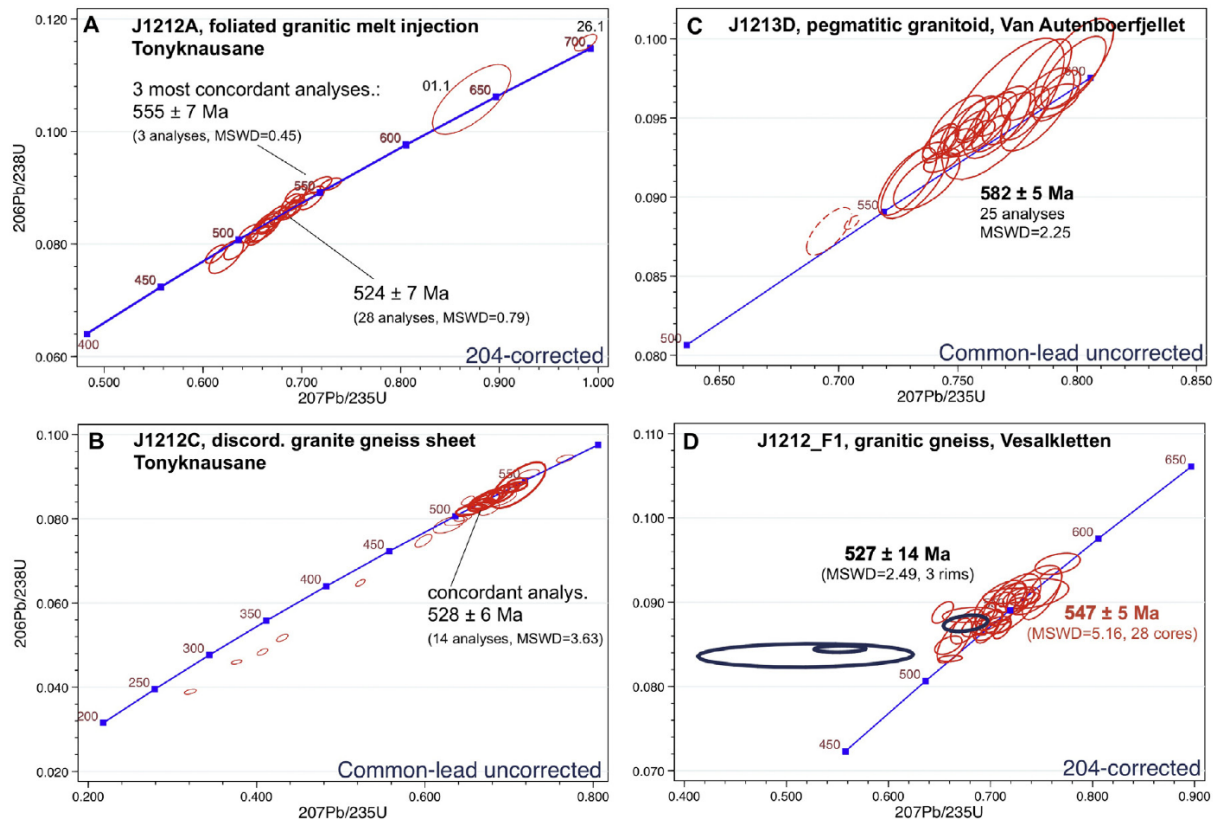 A
J1212A, foliated granitic melt injection
Tonyknausane
26.1
700
01.1
650
3 most concordant analyses.:
555 ± 7 Ma
(3 analyses, MSWD=0.45)
600
550
500
450
400
524 ± 7 Ma
(28 analyses, MSWD=0.79)
204-corrected
0.120
0.100
0.080
0.060
206Pb/238U
0.500
0.600
0.700
0.800
0.900
1.000
207Pb/235U
C
J1213D, pegmatitic granitoid, Van Autenboerfjellet
600
550
500
582 ± 5 Ma
25 analyses
MSWD=2.25
Common-lead uncorrected
0.100
0.095
0.090
0.085
0.080
0.650
0.700
0.750
0.800
0.850
207Pb/235U
B
J1212C, discord. granite gneiss sheet
Tonyknausane
550
500
450
400
350
300
250
200
concordant analys.
528 ± 6 Ma
(14 analyses, MSWD=3.63)
Common-lead uncorrected
0.100
0.080
0.060
0.040
0.020
206Pb/238U
0.200
0.400
0.600
0.800
207Pb/235U
D
J1212_F1, granitic gneiss, Vesalkletten
650
600
500
450
527 ± 14 Ma
(MSWD=2.49, 3 rims)
547 ± 5 Ma
(MSWD=5.16, 28 cores)
204-corrected
0.110
0.100
0.090
0.080
0.070
0.400
0.500
0.600
0.700
0.800
0.900
207Pb/235U